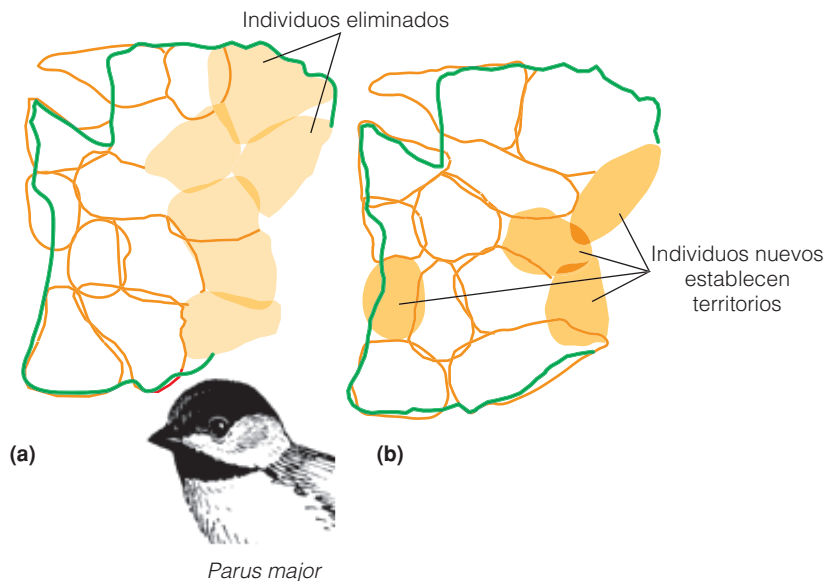 Individuos eliminados
Individuos nuevos
establecen
territorios
(a)
(b)
Parus major